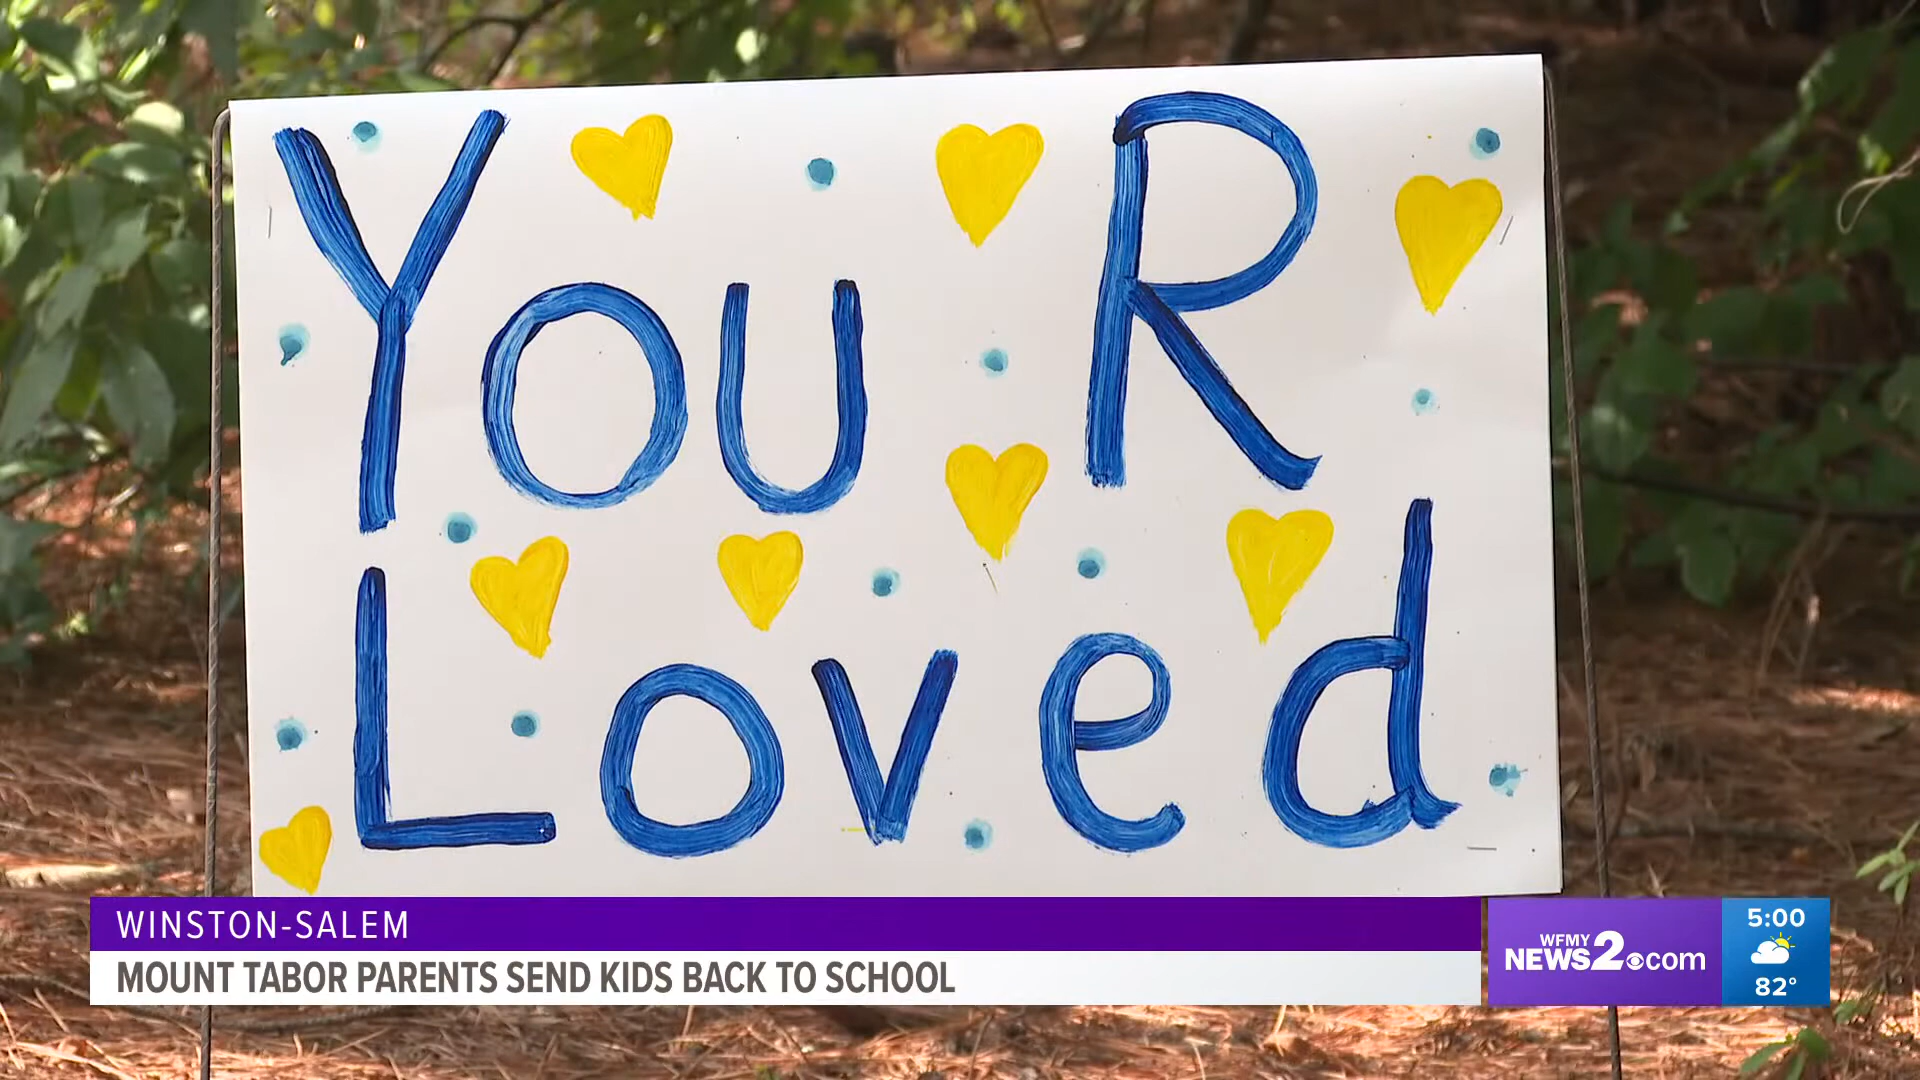 You R
Loved
WINSTON-SALEM
MOUNT TABOR PARENTS SEND KIDS BACK TO SCHOOL
WFMY
NEWS2.com
5:00
82°